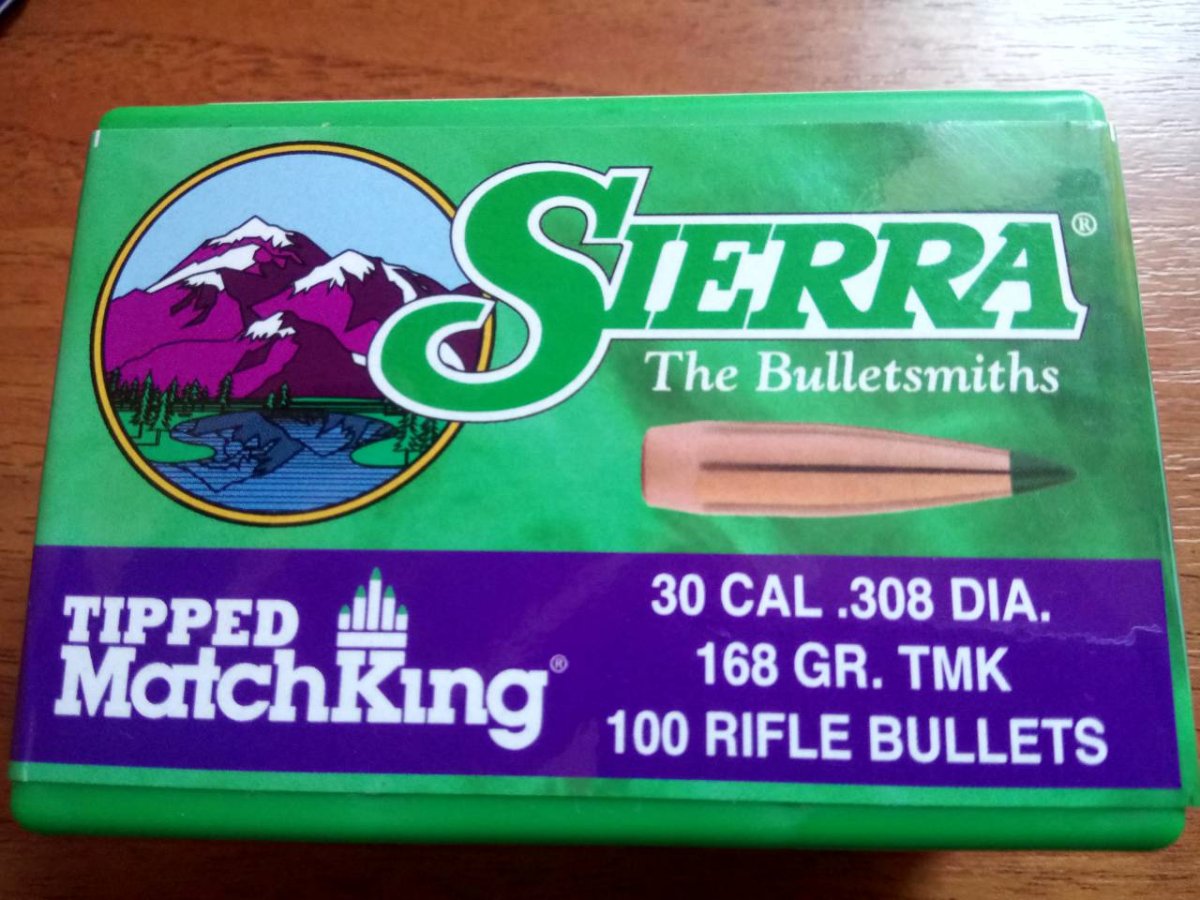 SIERRA®
The Bulletsmiths
TIPPED
MatchKing®
30 CAL .308 DIA.
168 GR. TMK
100 RIFLE BULLETS